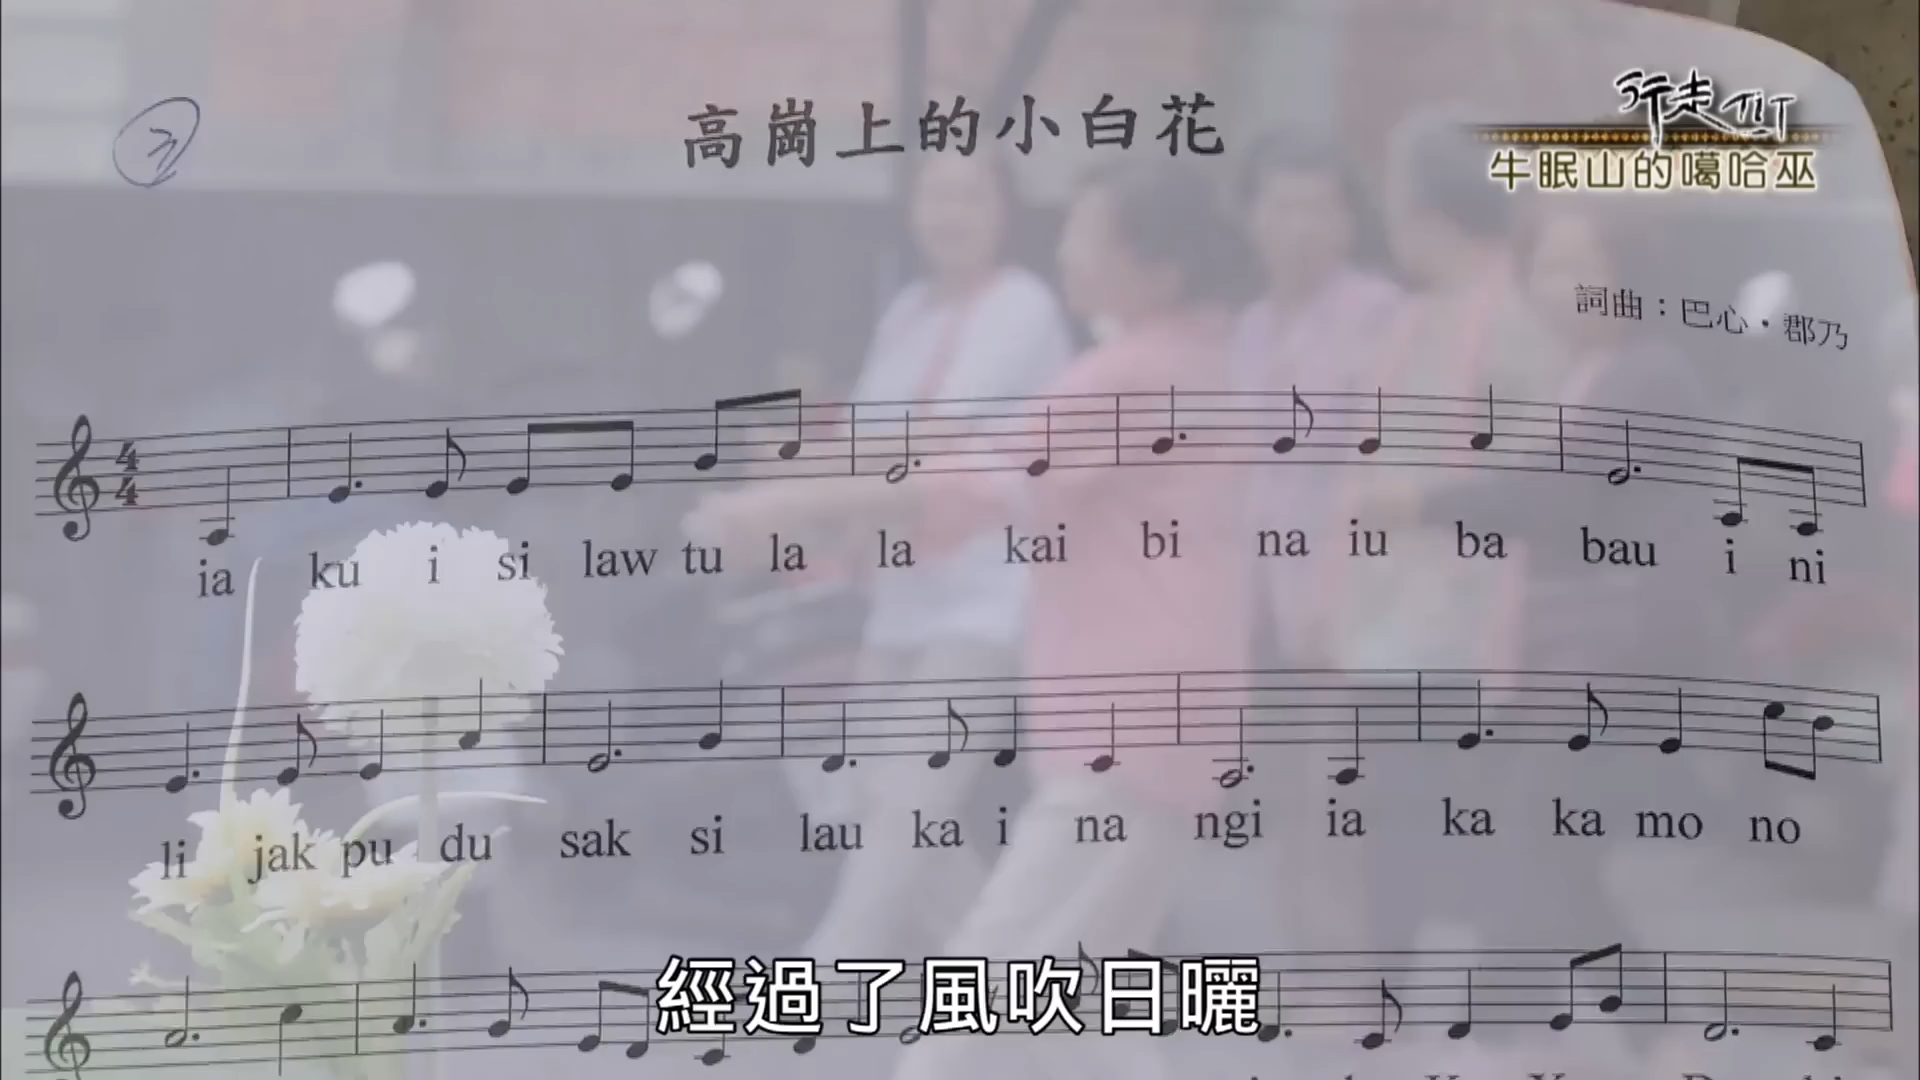 高崗上的小白花
行走TIT
牛眠山的噶哈巫
詞曲：巴心·郡乃
4
4
ia ku i si law tu la la kai bi na iu ba bau i ni
li jak pu du sak si lau ka i na ngi ia ka ka mo no
經過了風吹日曬